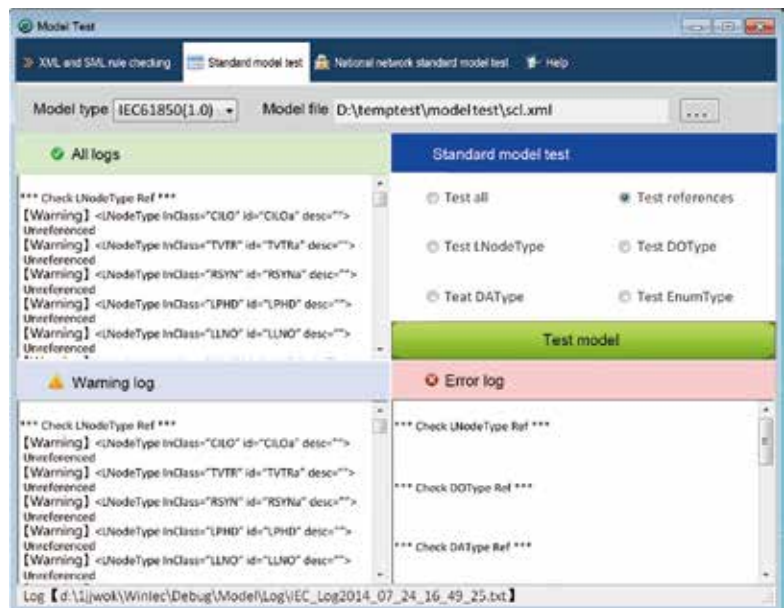 Model Test
XML and SML rule checking Standard model test National network standard model test Help
Model type IEC61850(1.0) Model file D:\temptest\modeltest\scl.xml ...
All logs
*** Check LNodeType Ref ***
【Warning】<LNodeType lnClass="CILO" id="CILOa" desc="">
Unreferenced
【Warning】<LNodeType lnClass="TVTR" id="TVTRa" desc="">
Unreferenced
【Warning】<LNodeType lnClass="RSYN" id="RSYNa" desc="">
Unreferenced
【Warning】<LNodeType lnClass="LPHD" id="LPHD" desc="">
Unreferenced
【Warning】<LNodeType lnClass="LLNO" id="LLNO" desc="">
Unreferenced
Standard model test
Test all Test references
Test LNodeType Test DOType
Teat DAType Test EnumType
Test model
Warning log
*** Check LNodeType Ref ***
【Warning】<LNodeType lnClass="CILO" id="CILOa" desc="">
Unreferenced
【Warning】<LNodeType lnClass="TVTR" id="TVTRa" desc="">
Unreferenced
【Warning】<LNodeType lnClass="RSYN" id="RSYNa" desc="">
Unreferenced
【Warning】<LNodeType lnClass="LPHD" id="LPHD" desc="">
Unreferenced
【Warning】<LNodeType lnClass="LLNO" id="LLNO" desc="">
Unreferenced
Error log
*** Check LNodeType Ref ***
*** Check DOType Ref ***
*** Check DAType Ref ***
Log【d:\1jjwok\Winlec\Debug\Model\Log\IEC_Log2014_07_24_16_49_25.txt】